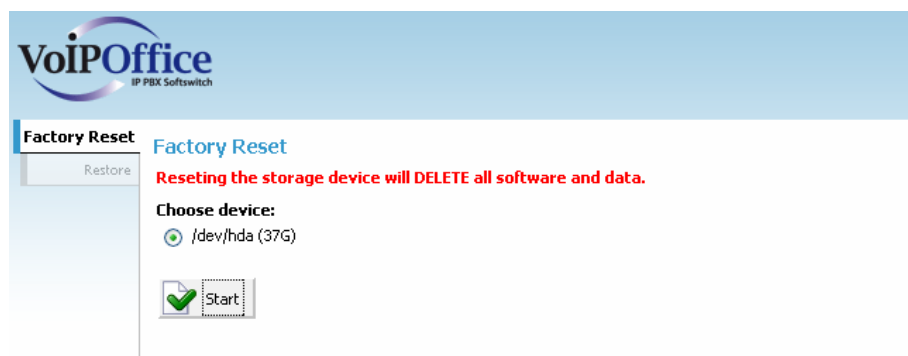 VoIPOffice
IP PBX Softswitch
Factory Reset
Restore
Factory Reset
Reseting the storage device will DELETE all software and data.
Choose device:
/dev/hda (37G)
Start